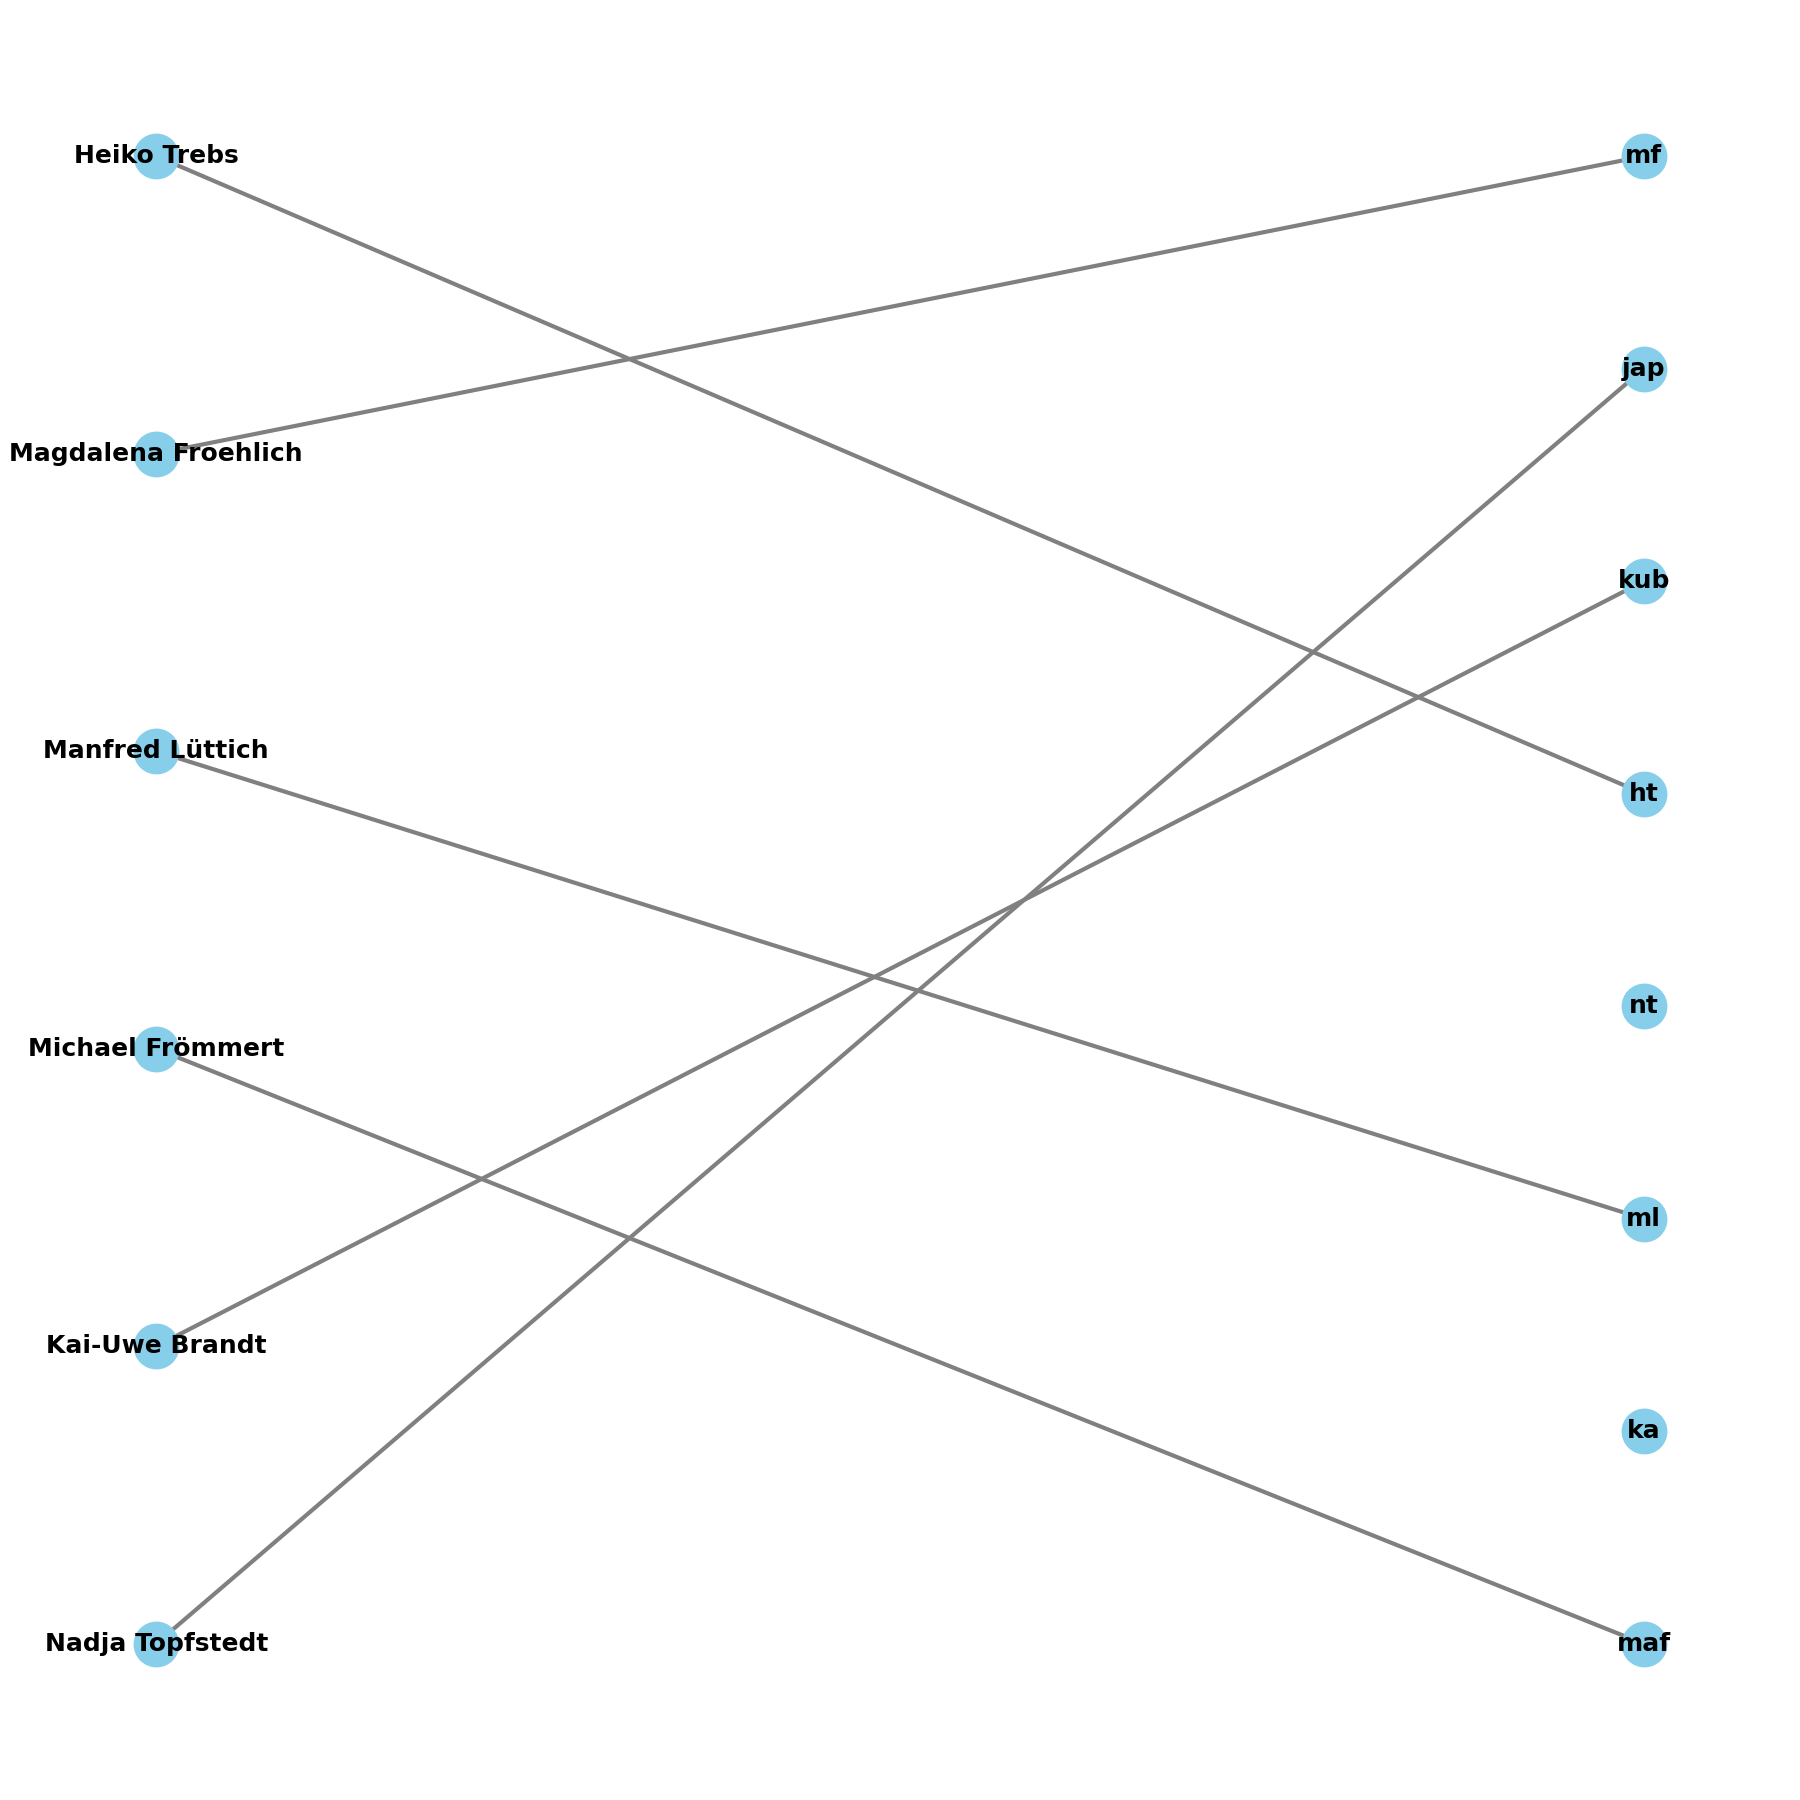 Heiko Trebs
mf
jap
Magdalena Froehlich
kub
Manfred Lüttich
ht
nt
Michael Frömmert
ml
Kai-Uwe Brandt
ka
Nadja Topfstedt
maf